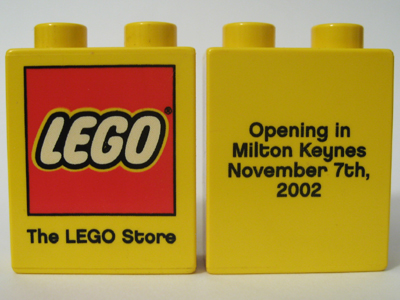 LEGO®
The LEGO Store
Opening in
Milton Keynes
November 7th,
2002